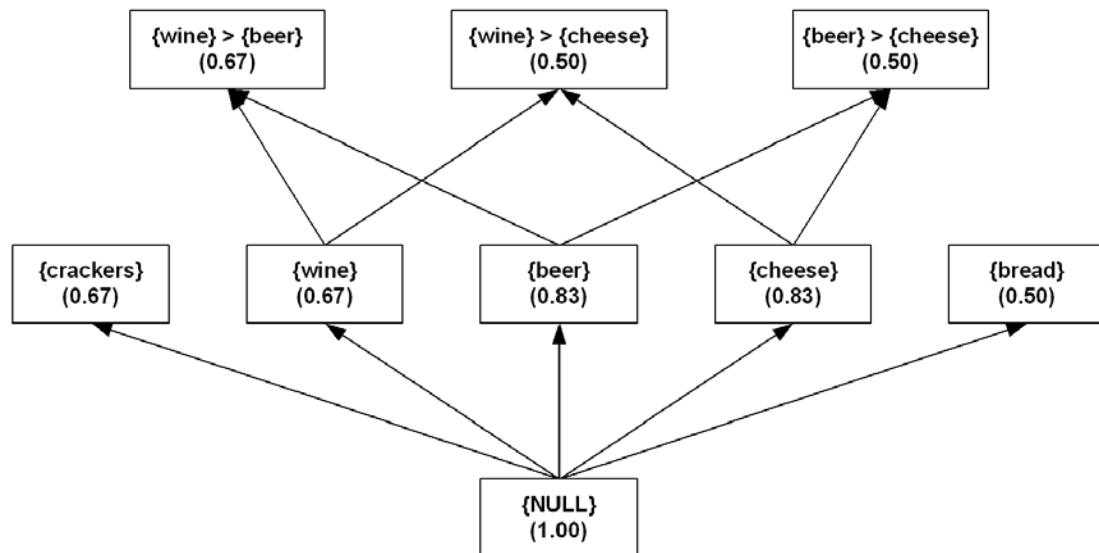 {wine} > {beer}
(0.67)
{wine} > {cheese}
(0.50)
{beer} > {cheese}
(0.50)
{crackers}
(0.67)
{wine}
(0.67)
{beer}
(0.83)
{cheese}
(0.83)
{bread}
(0.50)
{NULL}
(1.00)